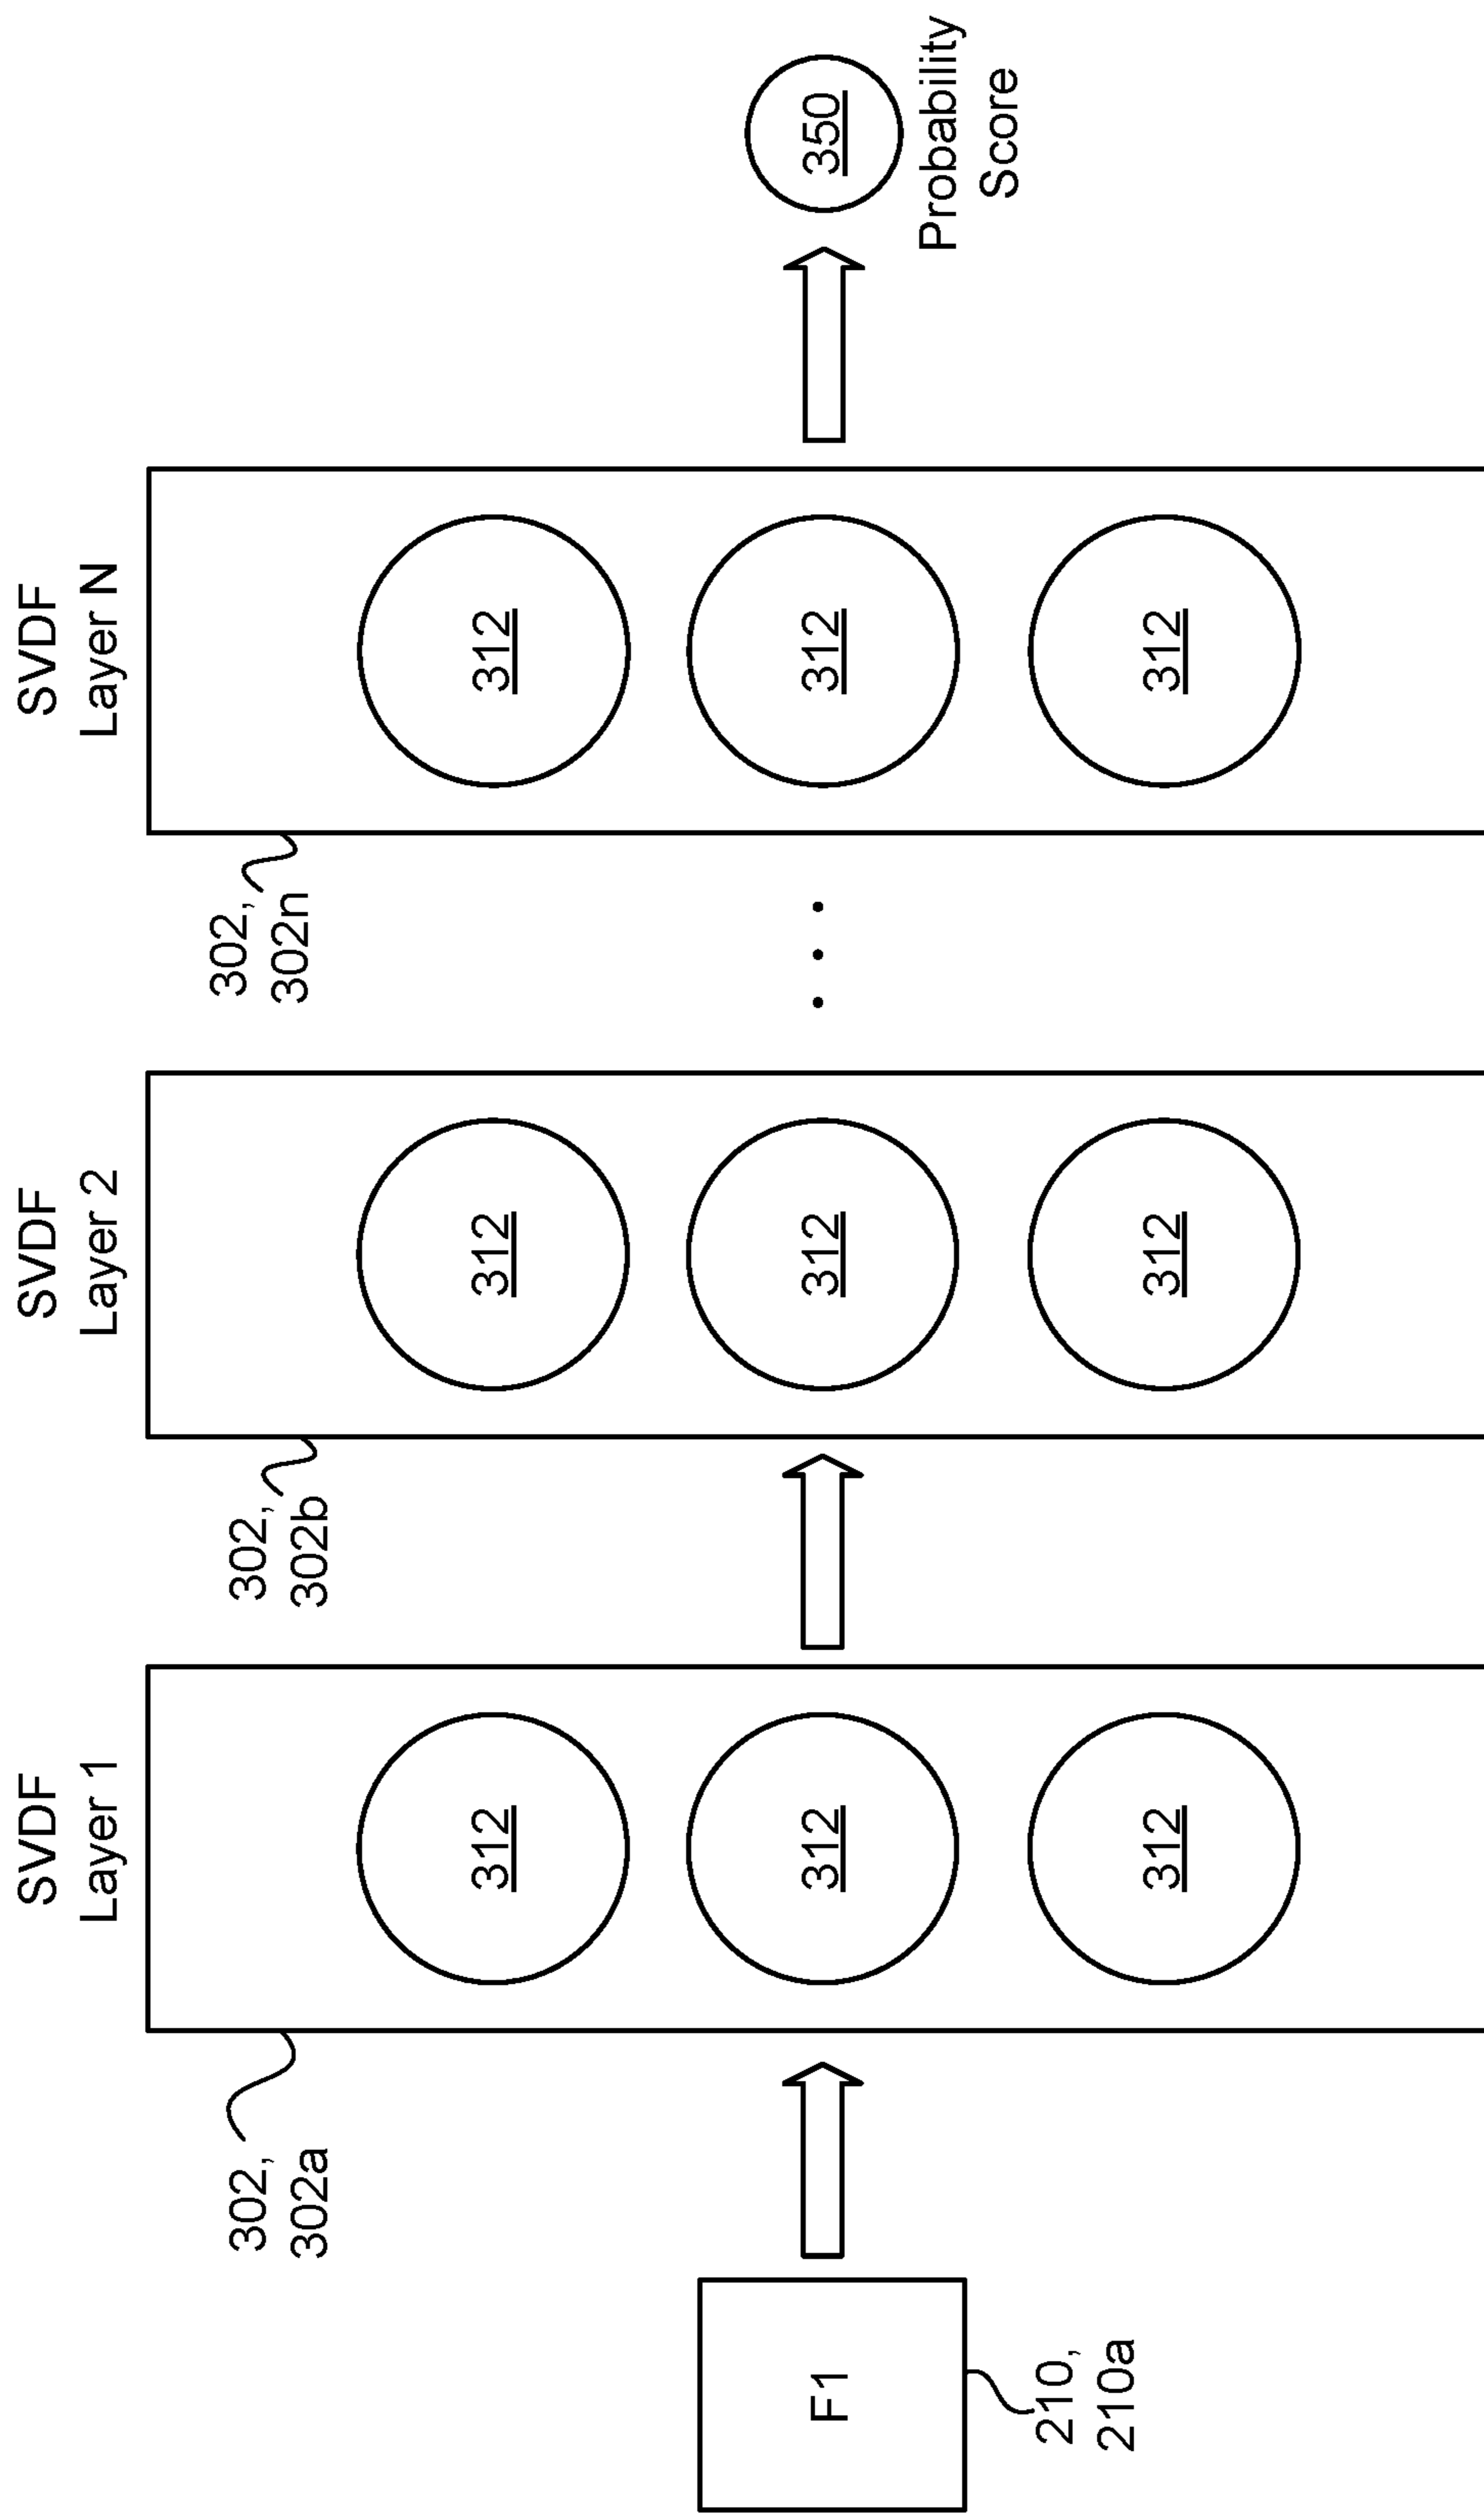 SVDF
Layer 1
SVDF
Layer 2
SVDF
Layer N
302,
302a
302,
302b
302,
302n
312
312
312
312
312
312
312
312
312
F1
210,
210a
350
Probability
Score